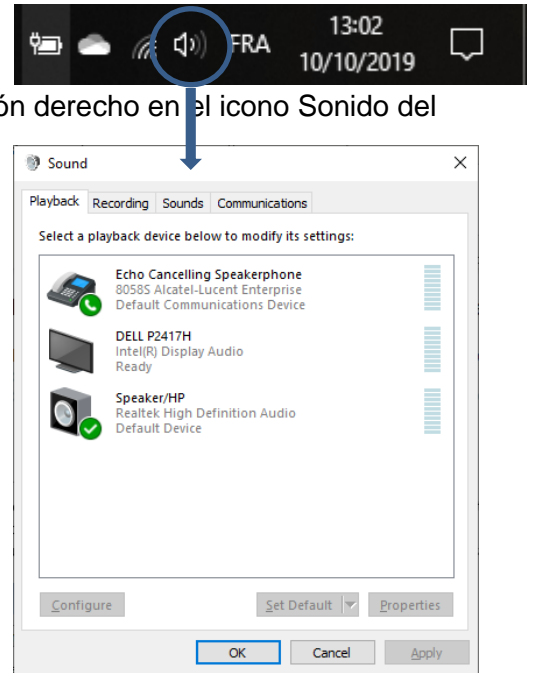 FRA
13:02
10/10/2019
ón derecho en el icono Sonido del
Sound
Playback Recording Sounds Communications
Select a playback device below to modify its settings:
Echo Cancelling Speakerphone
8058S Alcatel-Lucent Enterprise
Default Communications Device
DELL P2417H
Intel(R) Display Audio
Ready
Speaker/HP
Realtek High Definition Audio
Default Device
Configure Set Default Properties
OK Cancel Apply